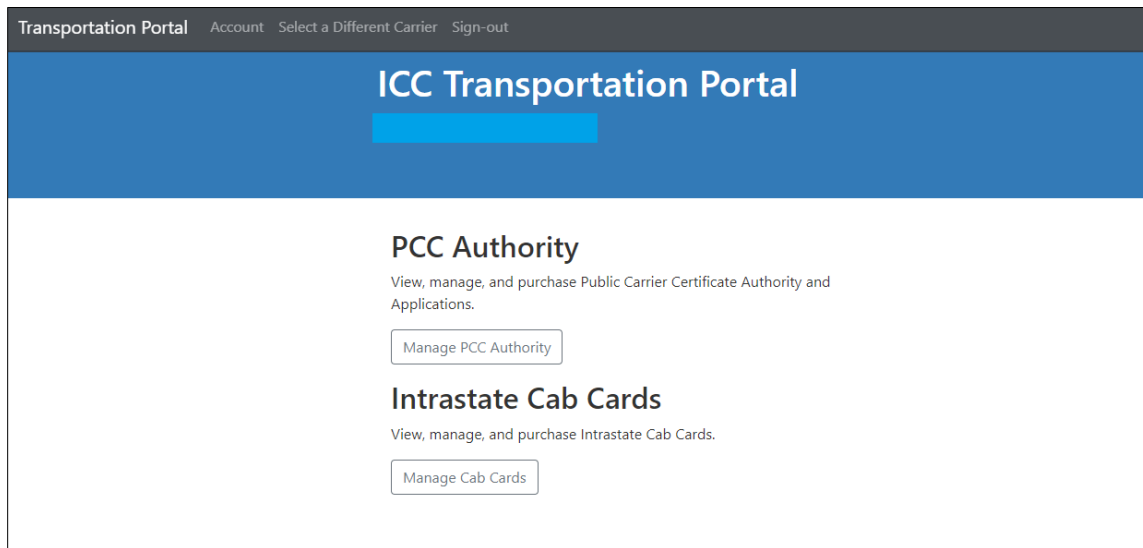 Transportation Portal Account Select a Different Carrier Sign-out
ICC Transportation Portal
PCC Authority
View, manage, and purchase Public Carrier Certificate Authority and
Applications.
Manage PCC Authority
Intrastate Cab Cards
View, manage, and purchase Intrastate Cab Cards.
Manage Cab Cards